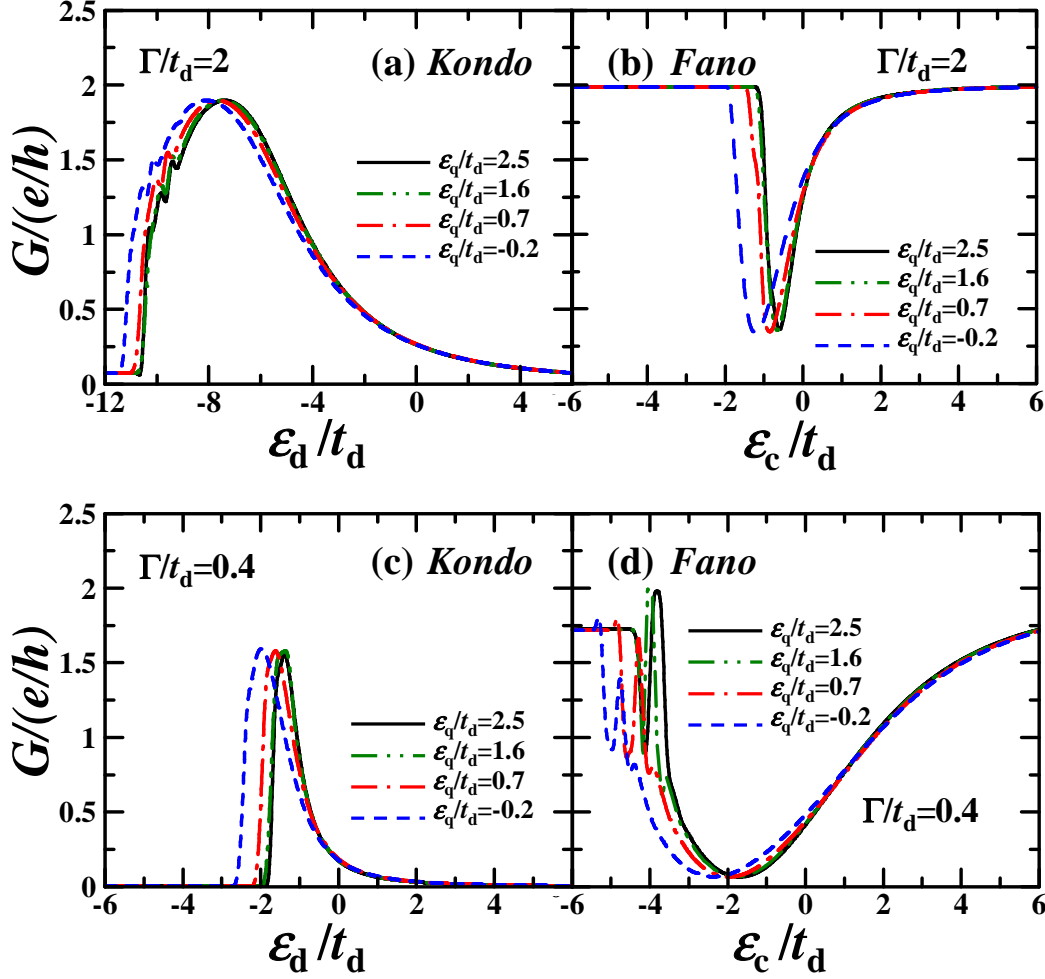 Γ/t_d=2
(a) Kondo
ε_q/t_d=2.5
ε_q/t_d=1.6
ε_q/t_d=0.7
ε_q/t_d=-0.2
G/(e/h)
2.5
2
1.5
1
0.5
0
-12 -8 -4 0 4
ε_d/t_d
(b) Fano
Γ/t_d=2
ε_q/t_d=2.5
ε_q/t_d=1.6
ε_q/t_d=0.7
ε_q/t_d=-0.2
-6 -4 -2 0 2 4 6
ε_c/t_d
Γ/t_d=0.4
(c) Kondo
ε_q/t_d=2.5
ε_q/t_d=1.6
ε_q/t_d=0.7
ε_q/t_d=-0.2
G/(e/h)
2.5
2
1.5
1
0.5
0
-6 -4 -2 0 2 4
ε_d/t_d
(d) Fano
ε_q/t_d=2.5
ε_q/t_d=1.6
ε_q/t_d=0.7
ε_q/t_d=-0.2
Γ/t_d=0.4
-6 -4 -2 0 2 4 6
ε_c/t_d